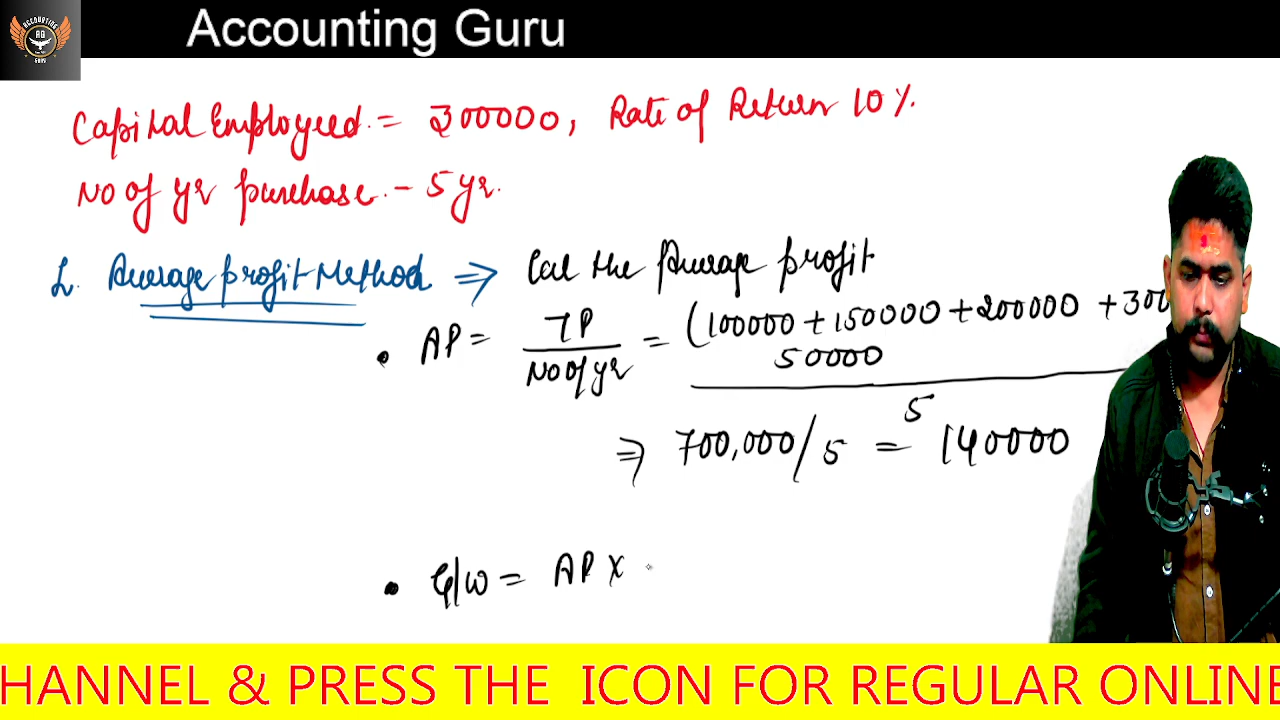 Accounting Guru
Capital Employeed = 200000, Rate of Return 10%
No of yr purchase - 5 yr.
1. Average profit Method ⇒ Cal the Average profit
• AP = TP / No of yr = (100000 + 150000 + 200000 + 300
50000
5
⇒ 700,000 / 5 = 140000
• G/W = AP X
HANNEL & PRESS THE ICON FOR REGULAR ONLINE